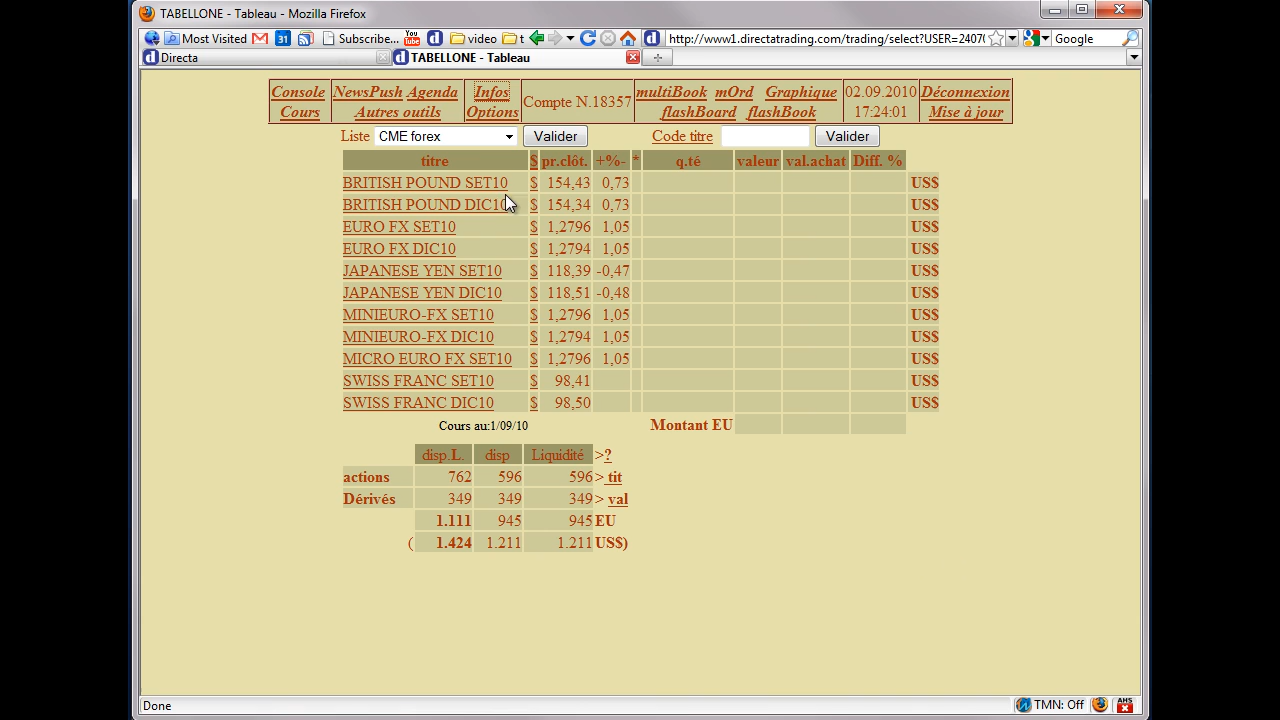 TABELLONE - Tableau - Mozilla Firefox
Most Visited 31 Subscribe... You Tube d video t http://www1.directatrading.com/trading/select?USER=2407 Google
Directa TABELLONE - Tableau
Console NewsPush Agenda Infos Compte N.18357 multiBook mOrd Graphique 02.09.2010 Déconnexion
Cours Autres outils Options flashBoard flashBook 17:24:01 Mise à jour
Liste CME forex Valider Code titre Valider
titre $ pr.clôt. +%- * q.té valeur val.achat Diff. %
BRITISH POUND SET10 $ 154,43 0,73 US$
BRITISH POUND DIC10 $ 154,34 0,73 US$
EURO FX SET10 $ 1,2796 1,05 US$
EURO FX DIC10 $ 1,2794 1,05 US$
JAPANESE YEN SET10 $ 118,39 -0,47 US$
JAPANESE YEN DIC10 $ 118,51 -0,48 US$
MINIEURO-FX SET10 $ 1,2796 1,05 US$
MINIEURO-FX DIC10 $ 1,2794 1,05 US$
MICRO EURO FX SET10 $ 1,2796 1,05 US$
SWISS FRANC SET10 $ 98,41 US$
SWISS FRANC DIC10 $ 98,50 US$
Cours au:1/09/10 Montant EU
disp.L. disp Liquidité >?
actions 762 596 596 > tit
Dérivés 349 349 349 > val
1.111 945 945 EU
( 1.424 1.211 1.211 US$)
Done TMN: Off AHS